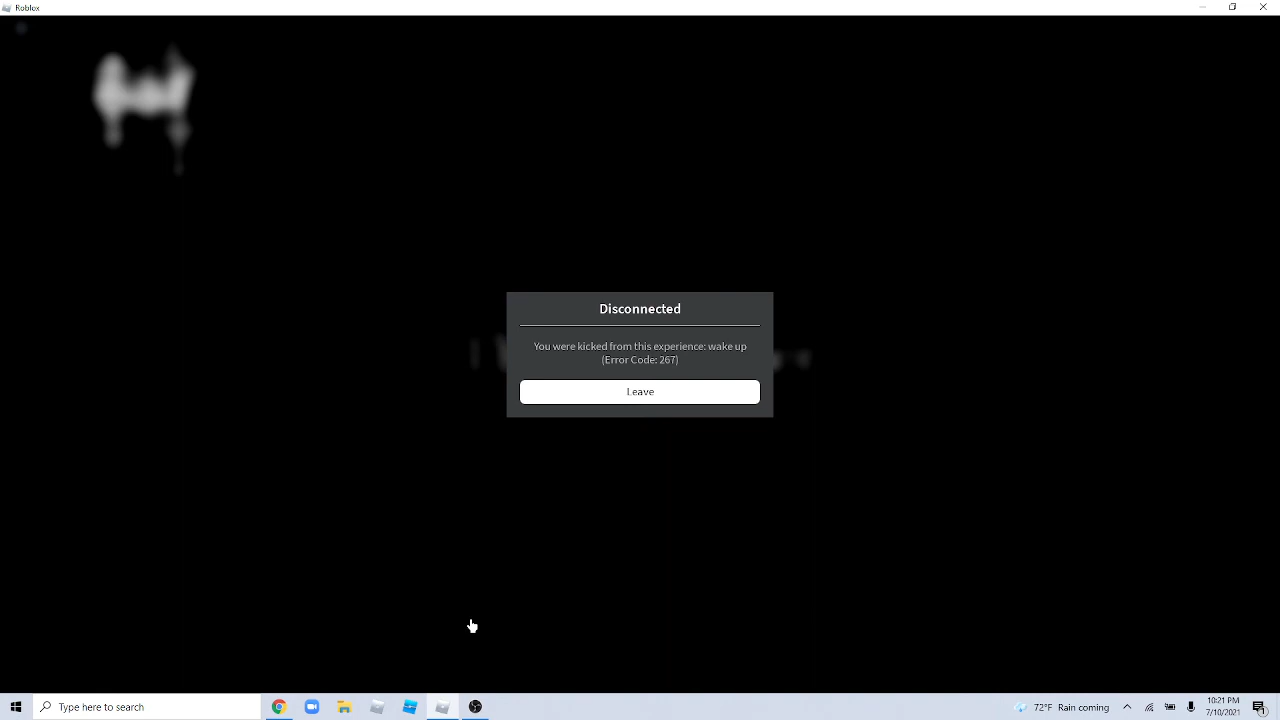 Roblox
Disconnected
You were kicked from this experience: wake up
(Error Code: 267)
Leave
Type here to search
72°F Rain coming
10:21 PM
7/10/2021
1